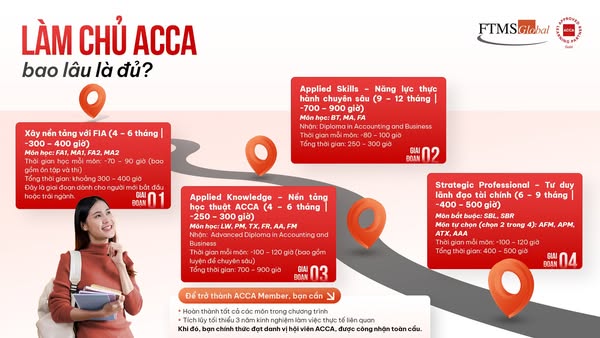 LÀM CHỦ ACCA
bao lâu là đủ?
FTMSGlobal
ACCA
Gold
Xây nền tảng với FIA (4 – 6 tháng |
~300 – 400 giờ)
Môn học: FA1, MA1, FA2, MA2
Thời gian học mỗi môn: ~70 – 90 giờ (bao
gồm ôn tập và thi)
Tổng thời gian: khoảng 300 – 400 giờ
Đây là giai đoạn dành cho người mới bắt đầu
hoặc trái ngành.
GIAI
ĐOẠN 01
Applied Skills – Năng lực thực
hành chuyên sâu (9 – 12 tháng |
~700 – 900 giờ)
Môn học: BT, MA, FA
Nhận: Diploma in Accounting and Business
Thời gian mỗi môn: ~80 – 100 giờ
Tổng thời gian: 250 – 300 giờ
GIAI
ĐOẠN 02
Applied Knowledge – Nền tảng
học thuật ACCA (4 – 6 tháng |
~250 – 300 giờ)
Môn học: LW, PM, TX, FR, AA, FM
Nhận: Advanced Diploma in Accounting and
Business
Thời gian mỗi môn: ~100 – 120 giờ (bao gồm
luyện đề chuyên sâu)
Tổng thời gian: 700 – 900 giờ
GIAI
ĐOẠN 03
Strategic Professional – Tư duy
lãnh đạo tài chính (6 – 9 tháng |
~400 – 500 giờ)
Môn bắt buộc: SBL, SBR
Môn tự chọn (chọn 2 trong 4): AFM, APM,
ATX, AAA
Thời gian mỗi môn: ~100 – 120 giờ
Tổng thời gian: 400 – 500 giờ
GIAI
ĐOẠN 04
Để trở thành ACCA Member, bạn cần
• Hoàn thành tất cả các môn trong chương trình
• Tích lũy tối thiểu 3 năm kinh nghiệm làm việc thực tế liên quan
Khi đó, bạn chính thức đạt danh vị hội viên ACCA, được công nhận toàn cầu.